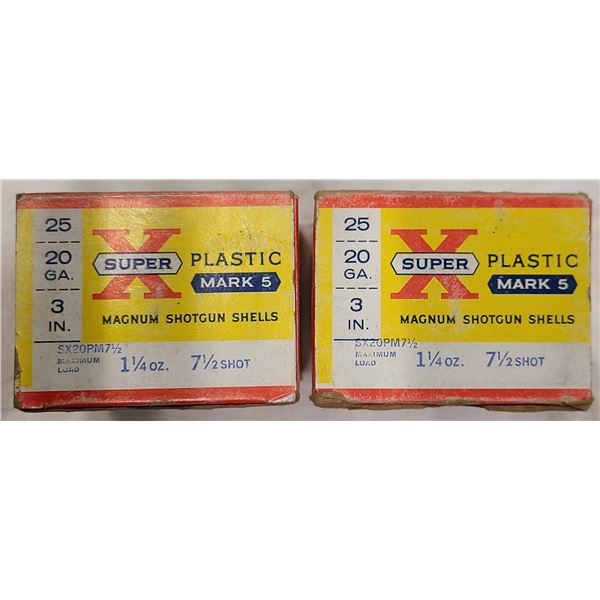 25
20
GA.
3
IN.
X
SUPER
PLASTIC
MARK 5
MAGNUM SHOTGUN SHELLS
SX20PM7½
MAXIMUM
LOAD
1¼ OZ. 7½ SHOT
25
20
GA.
3
IN.
X
SUPER
PLASTIC
MARK 5
MAGNUM SHOTGUN SHELLS
SX20PM7½
MAXIMUM
LOAD
1¼ OZ. 7½ SHOT